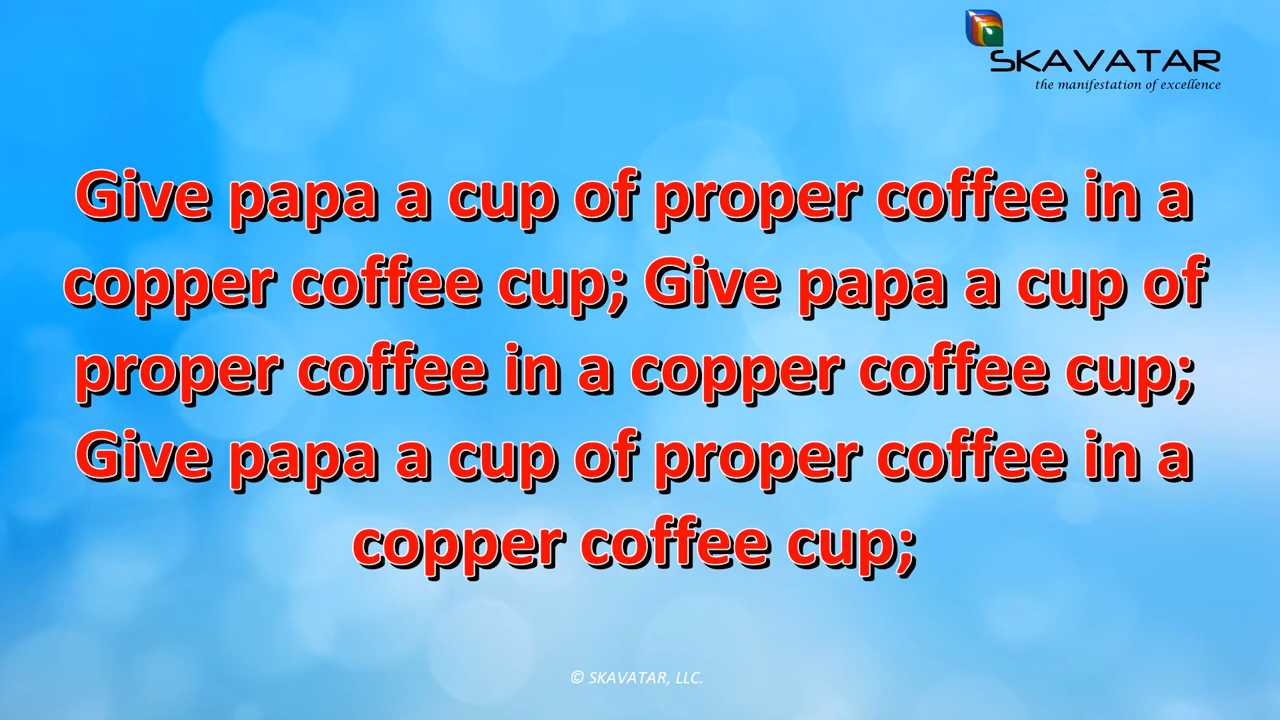 SKAVATAR
the manifestation of excellence
Give papa a cup of proper coffee in a
copper coffee cup; Give papa a cup of
proper coffee in a copper coffee cup;
Give papa a cup of proper coffee in a
copper coffee cup;
© SKAVATAR, LLC.